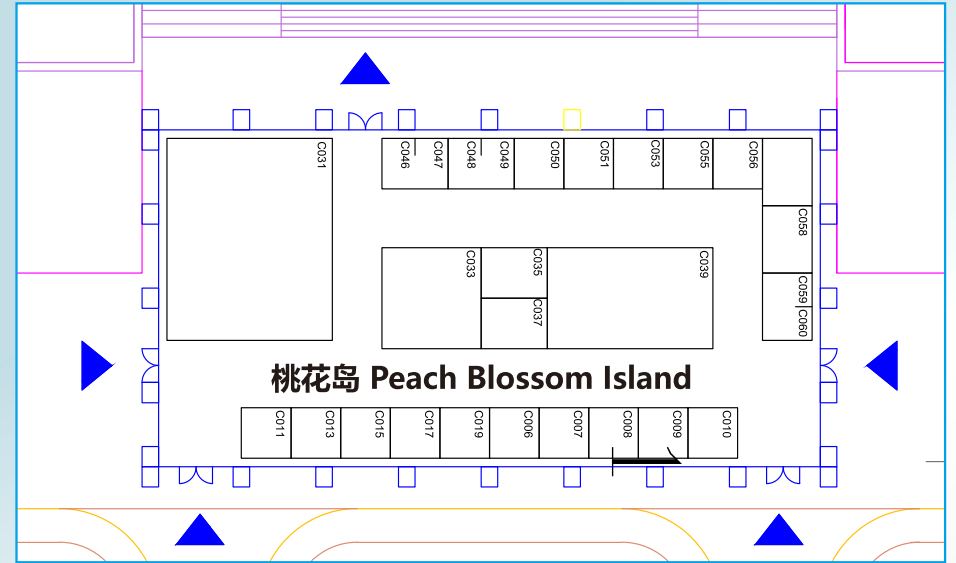 C031
C046
C047
C048
C049
C050
C051
C053
C055
C056
C058
C059
C060
C033
C035
C037
C039
桃花岛 Peach Blossom Island
C011
C013
C015
C017
C019
C006
C007
C008
C009
C010